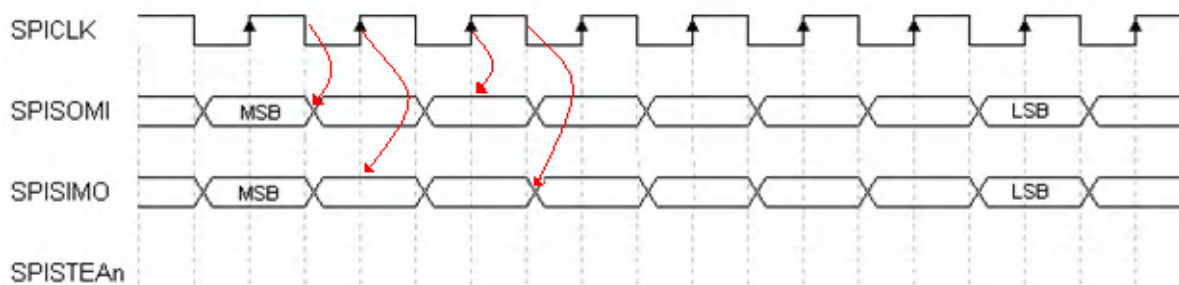 SPICLK
SPISOMI MSB LSB
SPISIMO MSB LSB
SPISTEAn